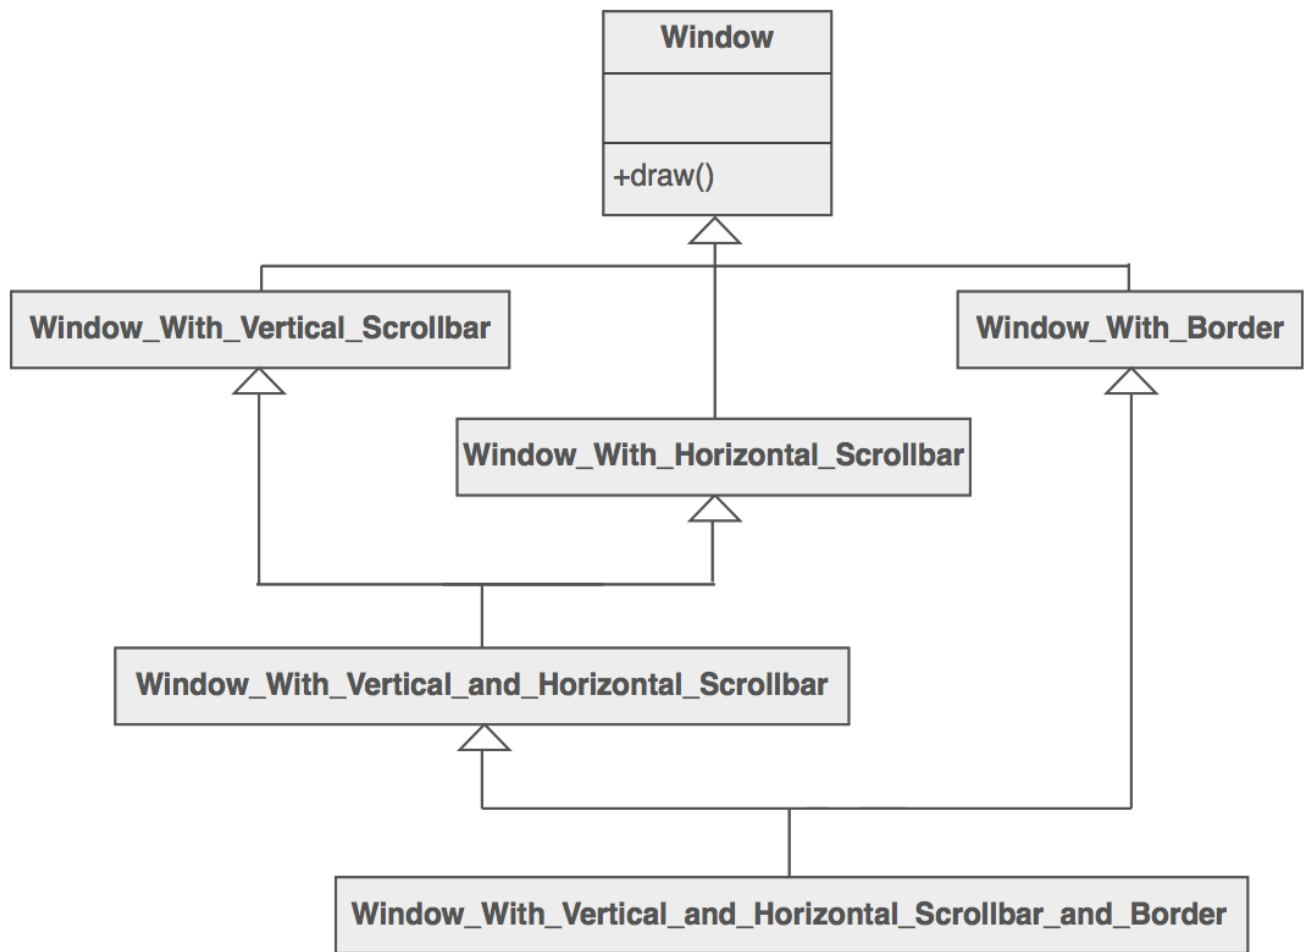 Window
+draw()
Window_With_Vertical_Scrollbar
Window_With_Border
Window_With_Horizontal_Scrollbar
Window_With_Vertical_and_Horizontal_Scrollbar
Window_With_Vertical_and_Horizontal_Scrollbar_and_Border